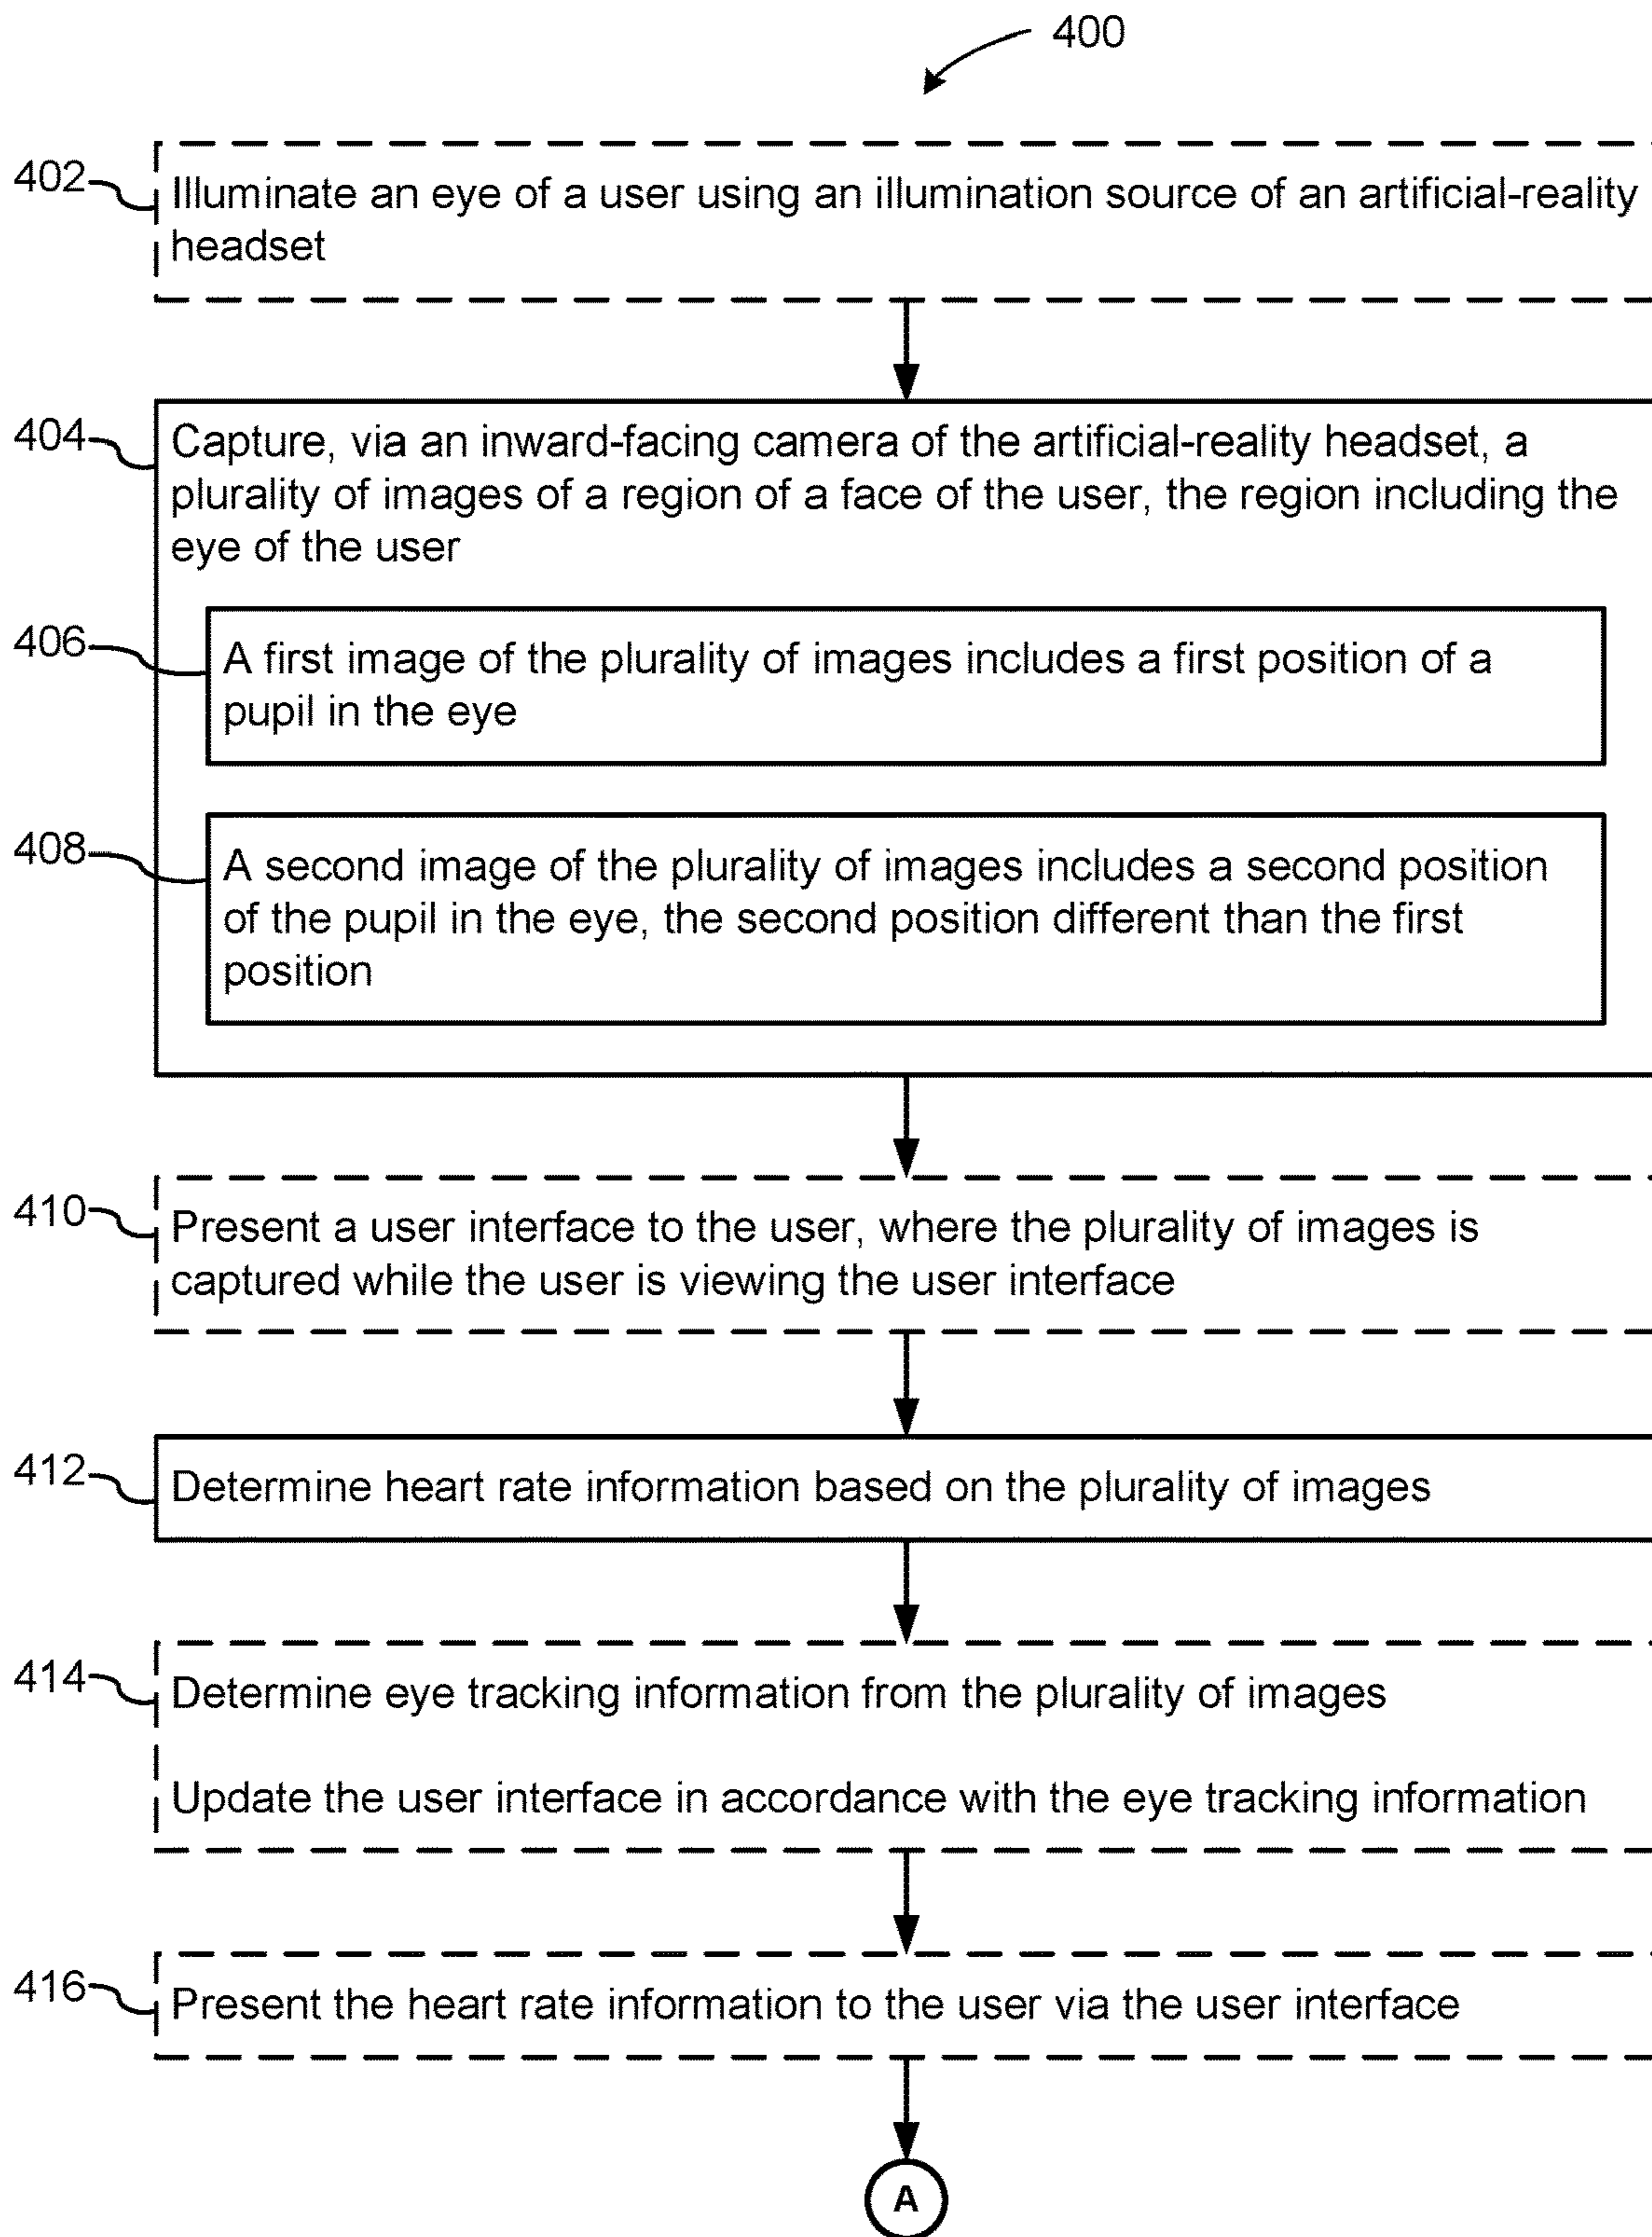 400
402
Illuminate an eye of a user using an illumination source of an artificial-reality
headset
404
Capture, via an inward-facing camera of the artificial-reality headset, a
plurality of images of a region of a face of the user, the region including the
eye of the user
406
A first image of the plurality of images includes a first position of a
pupil in the eye
408
A second image of the plurality of images includes a second position
of the pupil in the eye, the second position different than the first
position
410
Present a user interface to the user, where the plurality of images is
captured while the user is viewing the user interface
412
Determine heart rate information based on the plurality of images
414
Determine eye tracking information from the plurality of images
Update the user interface in accordance with the eye tracking information
416
Present the heart rate information to the user via the user interface
A